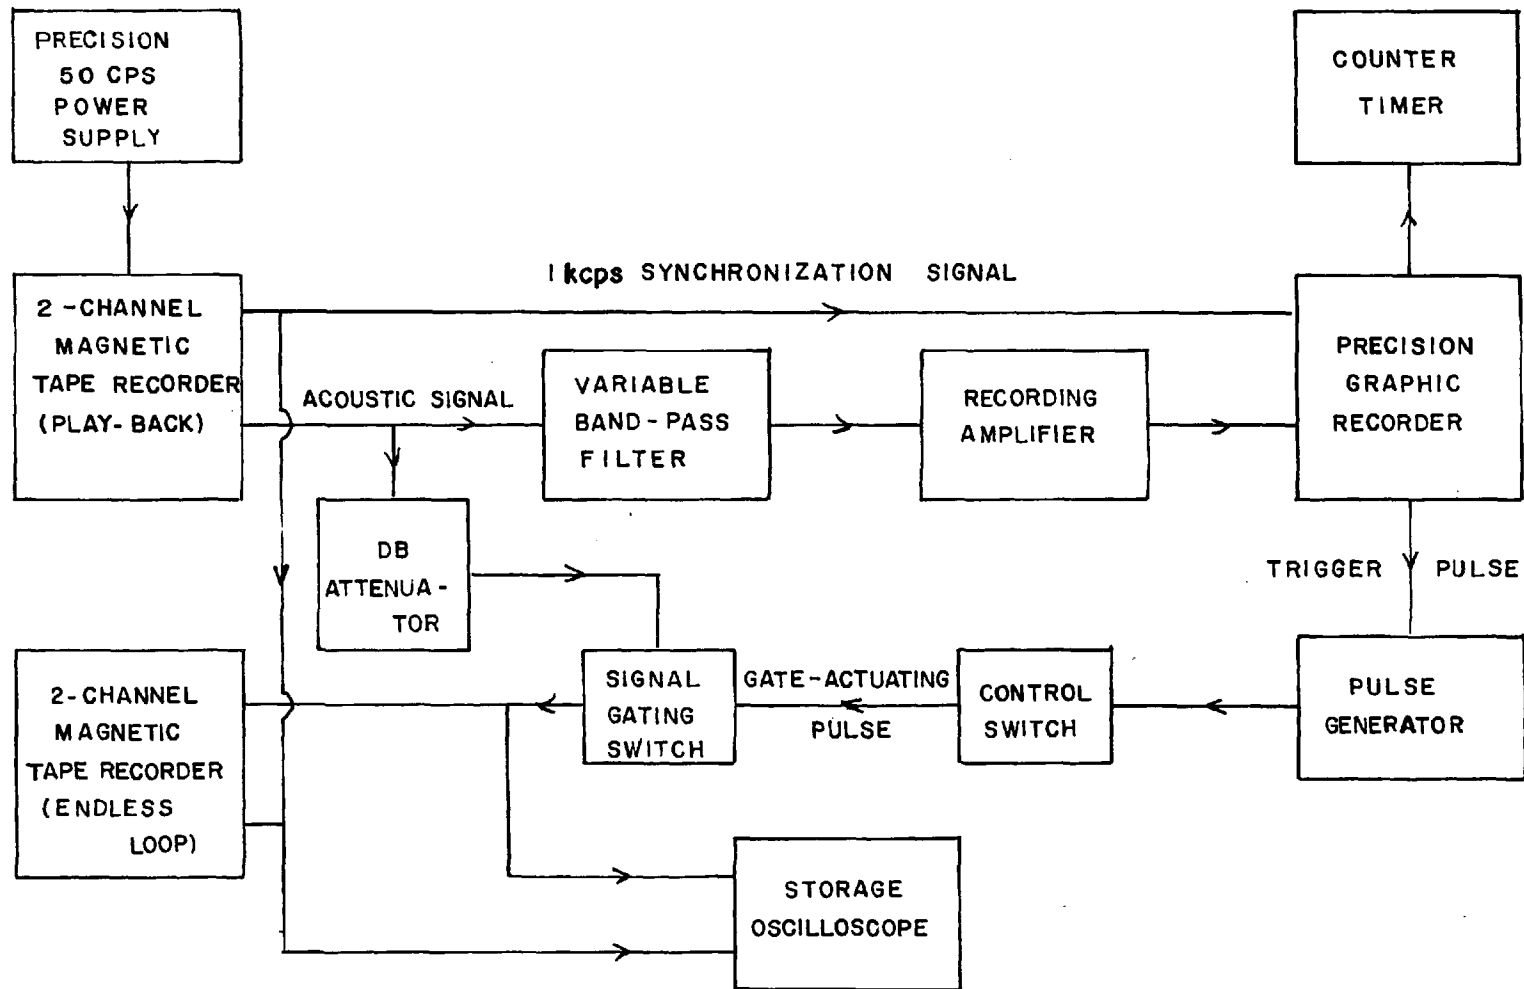 PRECISION
50 CPS
POWER
SUPPLY
COUNTER
TIMER
1 kcps SYNCHRONIZATION SIGNAL
2-CHANNEL
MAGNETIC
TAPE RECORDER
(PLAY-BACK)
ACOUSTIC SIGNAL
VARIABLE
BAND-PASS
FILTER
RECORDING
AMPLIFIER
PRECISION
GRAPHIC
RECORDER
DB
ATTENUA-
TOR
TRIGGER PULSE
2-CHANNEL
MAGNETIC
TAPE RECORDER
(ENDLESS
LOOP)
SIGNAL
GATING
SWITCH
GATE-ACTUATING
PULSE
CONTROL
SWITCH
PULSE
GENERATOR
STORAGE
OSCILLOSCOPE